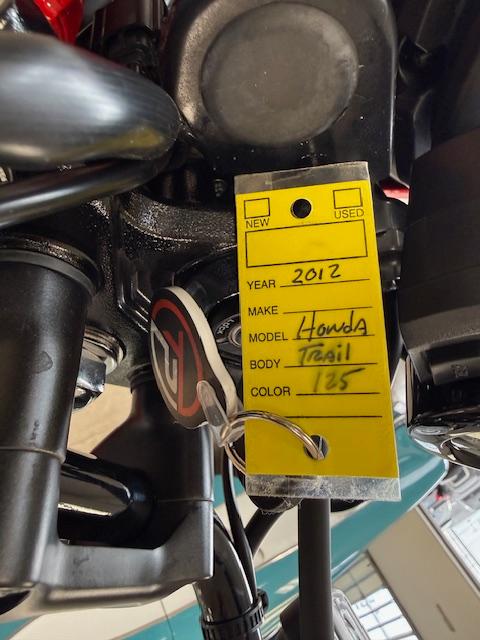 NEW USED
YEAR 2012
MAKE
MODEL Honda
BODY Trail
COLOR 125